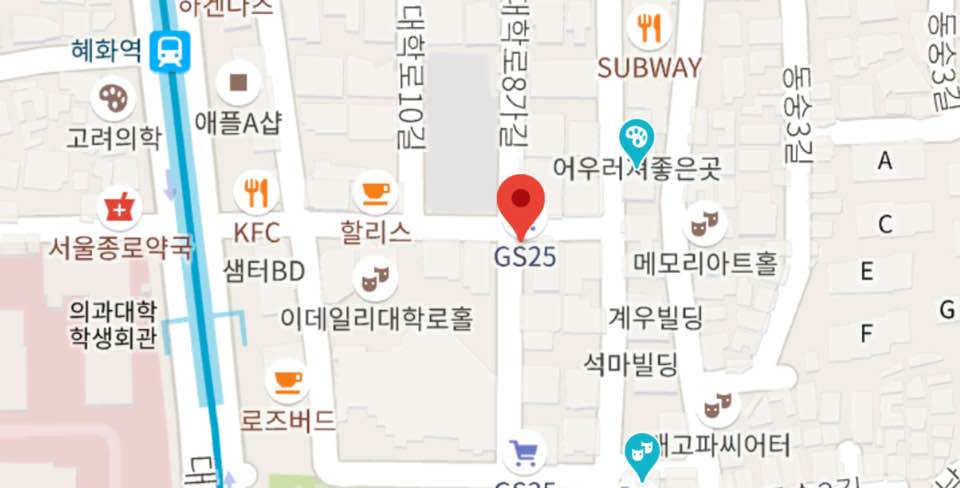 하겐다즈
혜화역
대학로10길
대학로8가길
SUBWAY
동숭3길
동숭3길
고려의학
애플A샵
어우러져좋은곳
A
서울종로약국
KFC
할리스
GS25
메모리아트홀
C
샘터BD
E
의과대학
학생회관
이데일리대학로홀
계우빌딩
G
F
석마빌딩
로즈버드
배고파씨어터
대
GS25